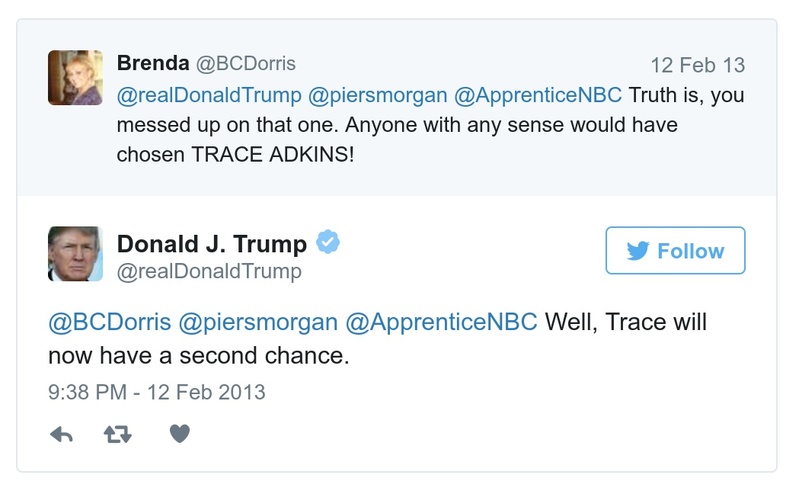 Brenda @BCDorris 12 Feb 13
@realDonaldTrump @piersmorgan @ApprenticeNBC Truth is, you
messed up on that one. Anyone with any sense would have
chosen TRACE ADKINS!
Donald J. Trump
@realDonaldTrump
Follow
@BCDorris @piersmorgan @ApprenticeNBC Well, Trace will
now have a second chance.
9:38 PM - 12 Feb 2013